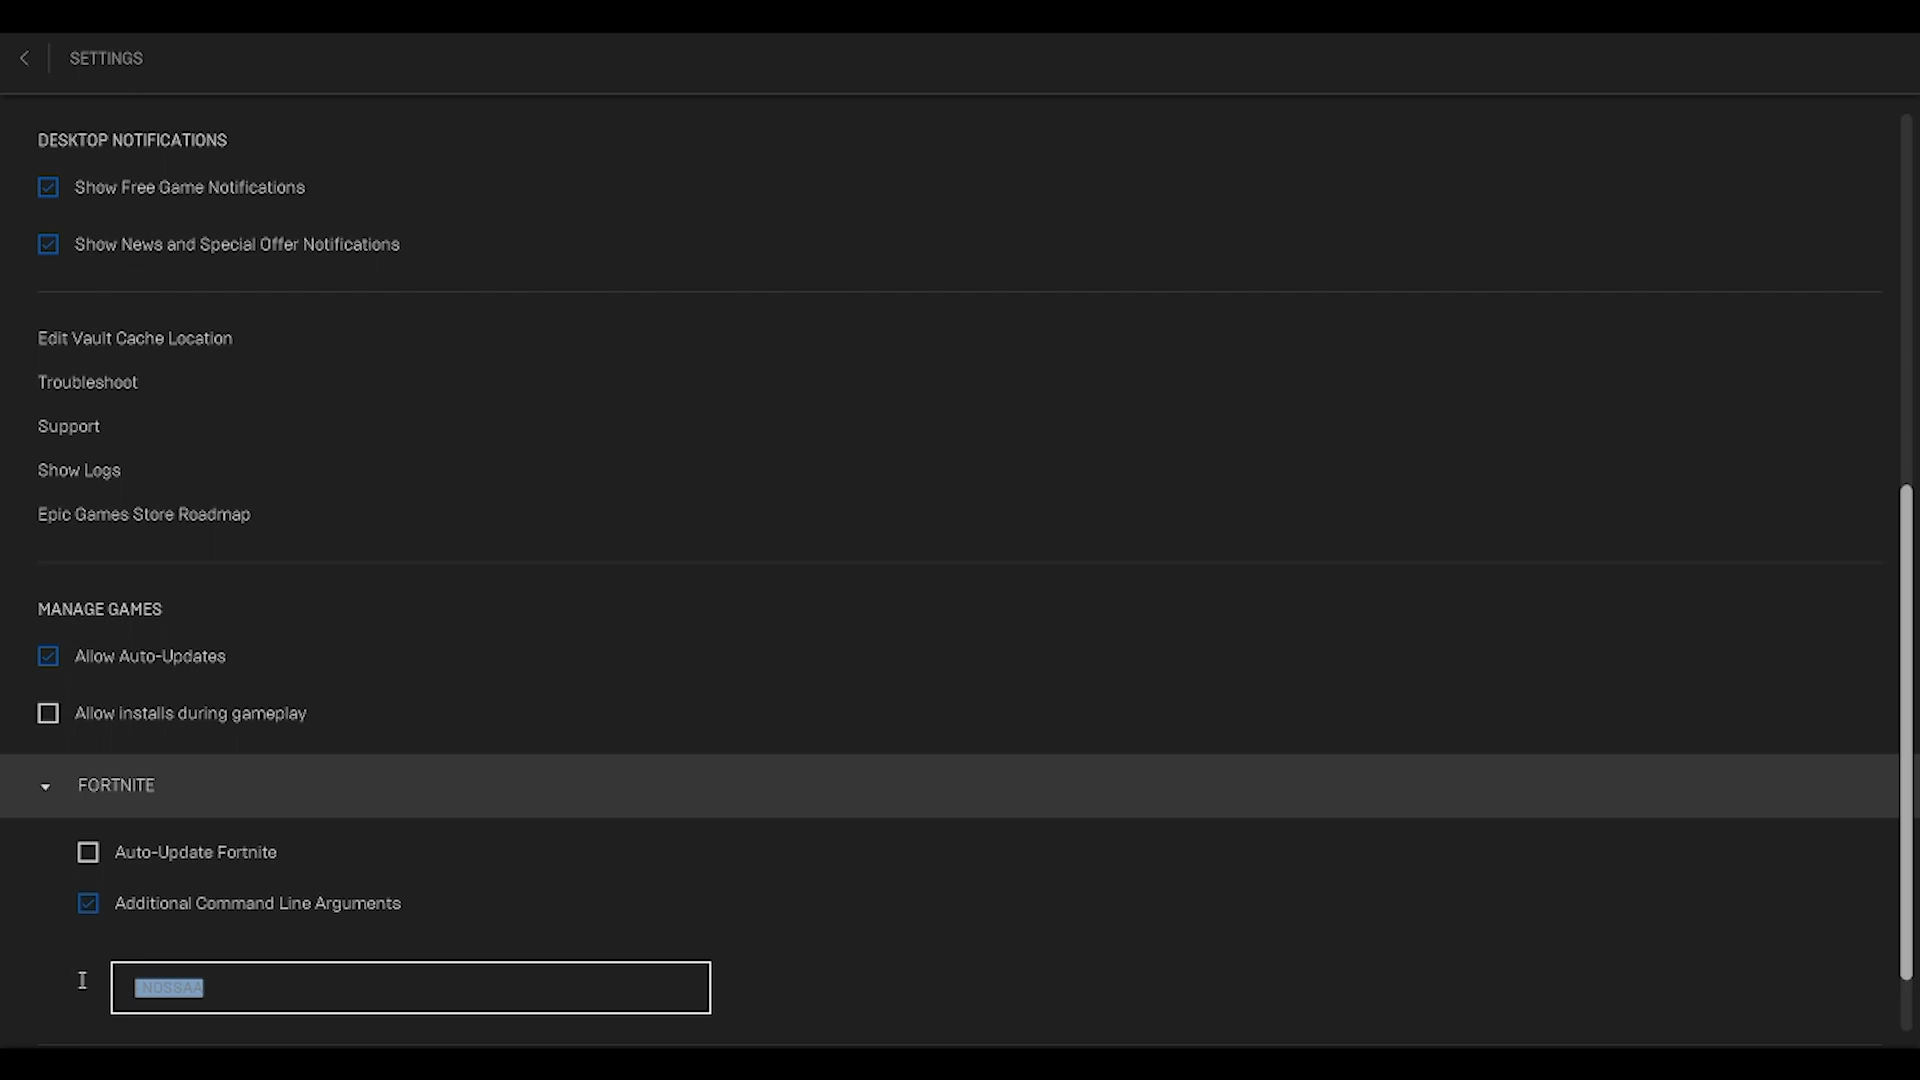 SETTINGS
DESKTOP NOTIFICATIONS
Show Free Game Notifications
Show News and Special Offer Notifications
Edit Vault Cache Location
Troubleshoot
Support
Show Logs
Epic Games Store Roadmap
MANAGE GAMES
Allow Auto-Updates
Allow installs during gameplay
FORTNITE
Auto-Update Fortnite
Additional Command Line Arguments
NOSSAA